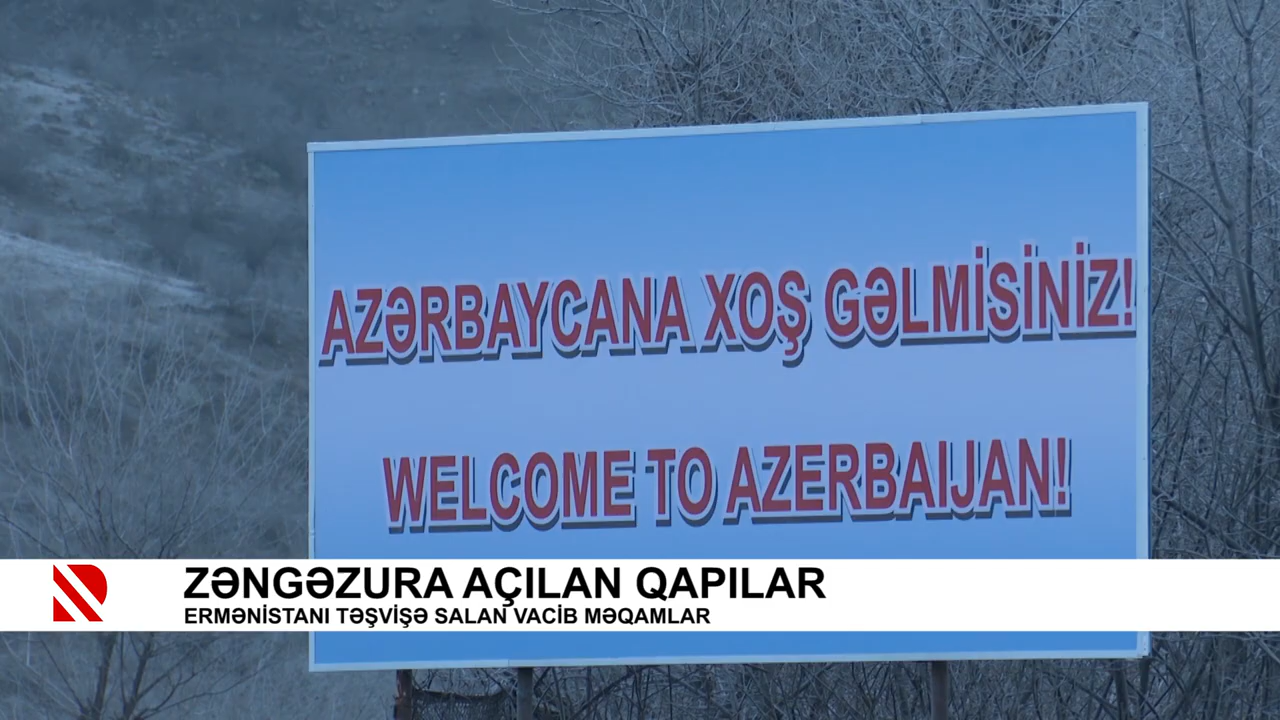 AZƏRBAYCANA XOŞ GƏLMİSİNİZ!
WELCOME TO AZERBAIJAN!
ZƏNGƏZURA AÇILAN QAPILAR
ERMƏNİSTANI TƏŞVİŞƏ SALAN VACİB MƏQAMLAR